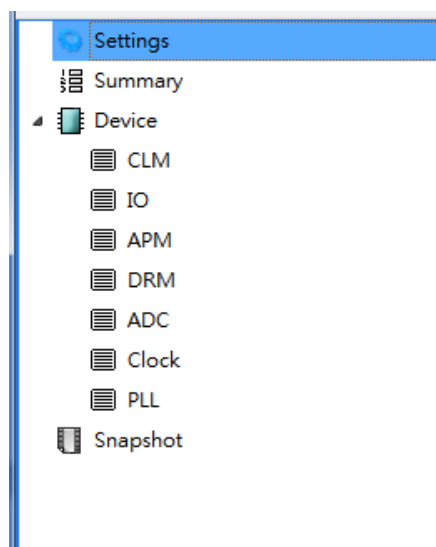 Settings
Summary
Device
CLM
IO
APM
DRM
ADC
Clock
PLL
Snapshot